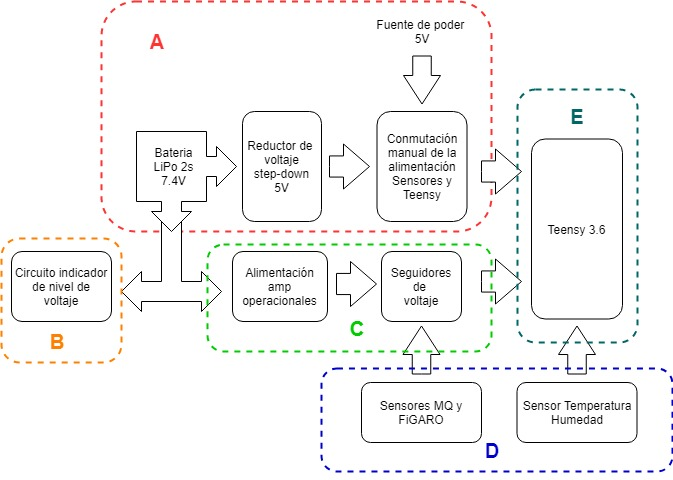 A
Fuente de poder
5V
E
Bateria
LiPo 2s
7.4V
Reductor de
voltaje
step-down
5V
Conmutación
manual de la
alimentación
Sensores y
Teensy
Teensy 3.6
Circuito indicador
de nivel de
voltaje
B
Alimentación
amp
operacionales
Seguidores
de
voltaje
C
Sensores MQ y
FiGARO
Sensor Temperatura
Humedad
D